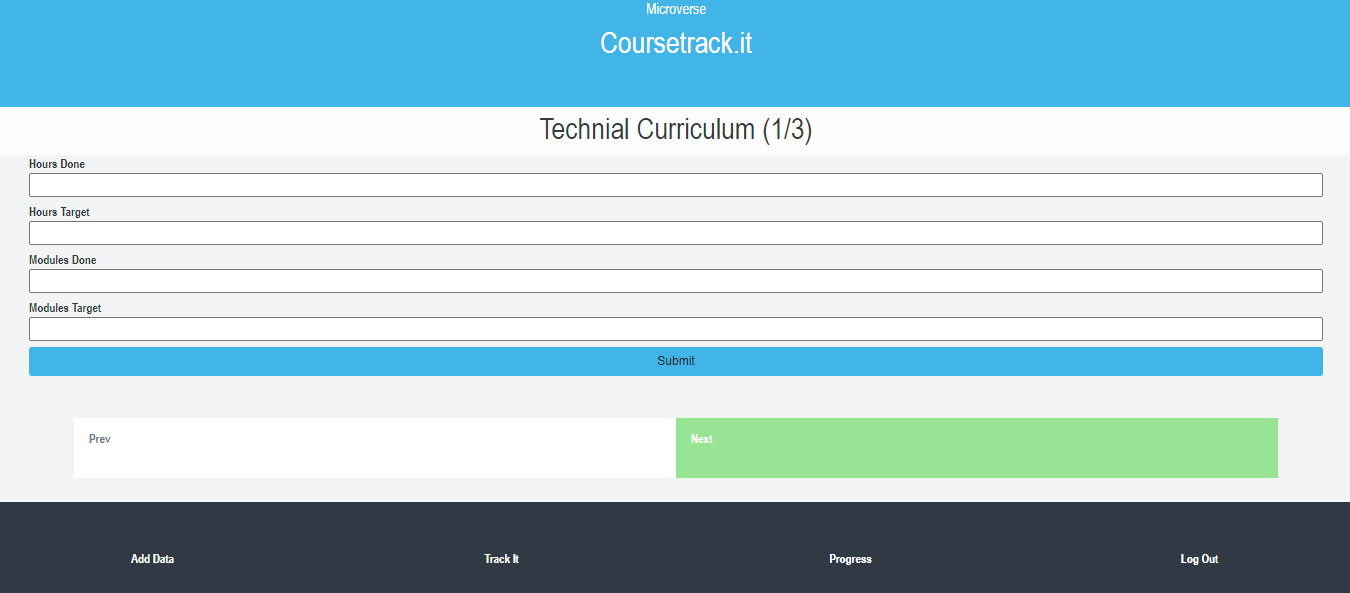 Microverse
Coursetrack.it
Technial Curriculum (1/3)
Hours Done
Hours Target
Modules Done
Modules Target
Submit
Prev Next
Add Data Track It Progress Log Out